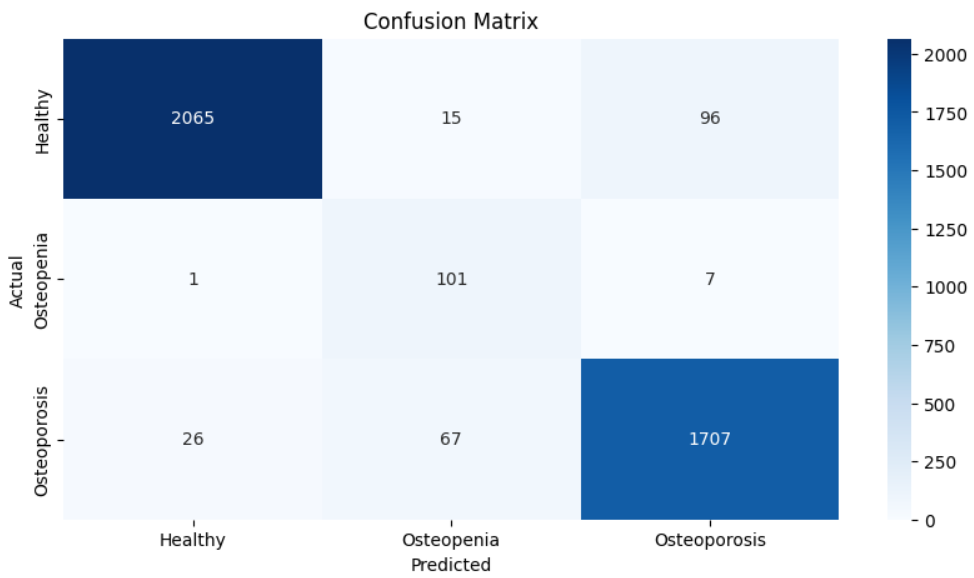 Confusion Matrix
Healthy
2065
15
96
Actual
Osteopenia
1
101
7
Osteoporosis
26
67
1707
Healthy
Osteopenia
Osteoporosis
Predicted
2000
1750
1500
1250
1000
750
500
250
0